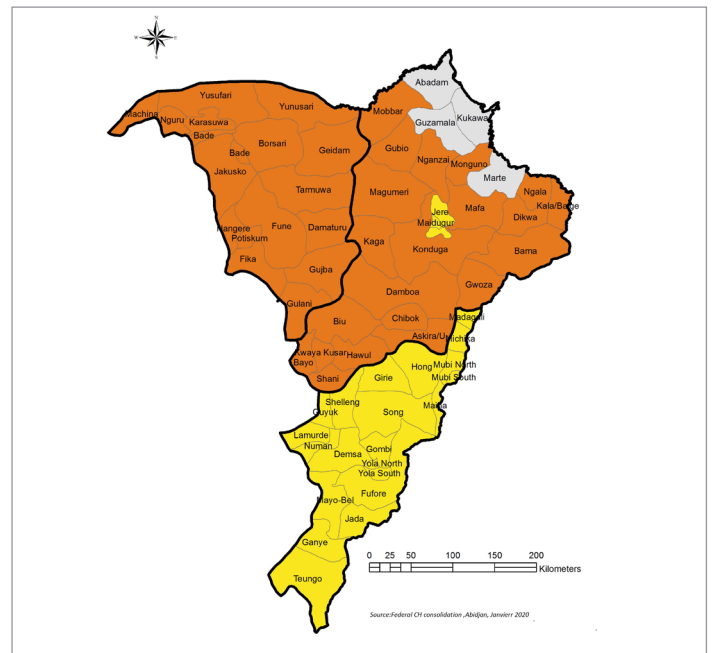 N
W E
S
Abadam
Yusufari
Yunusari
Mobbar
Machina
Nguru
Karasuwa
Guzamala
Kukawa
Bade
Borsari
Geidam
Gubio
Bade
Nganzai
Monguno
Jakusko
Marte
Tarmuwa
Magumeri
Ngala
Jere
Mafa
Kala/Balge
Dikwa
Nangere
Fune
Damaturu
Maidugur
Potiskum
Kaga
Konduga
Bama
Fika
Gujba
Gwoza
Damboa
Gulani
Biu
Chibok
Madagali
Askira/U
Michika
Kwaya Kusar
Hawul
Bayo
Hong
Mubi North
Shani
Girie
Mubi South
Shelleng
Guyuk
Song
Maiha
Lamurde
Numan
Gombi
Demsa
Yola North
Yola South
Fufore
Mayo-Bel
Jada
Ganye
Teungo
0 25 50 100 150 200
Kilometers
Source:Federal CH consolidation ,Abidjan, Janvierr 2020